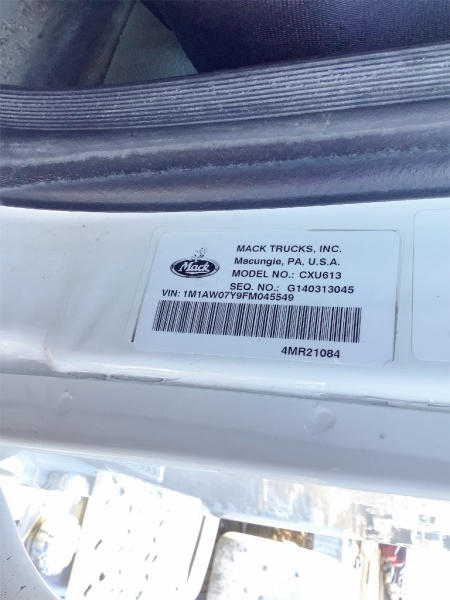 Mack
MACK TRUCKS, INC.
Macungie, PA, U.S.A.
MODEL NO.: CXU613
SEQ. NO.: G140313045
VIN: 1M1AW07Y9FM045549
4MR21084